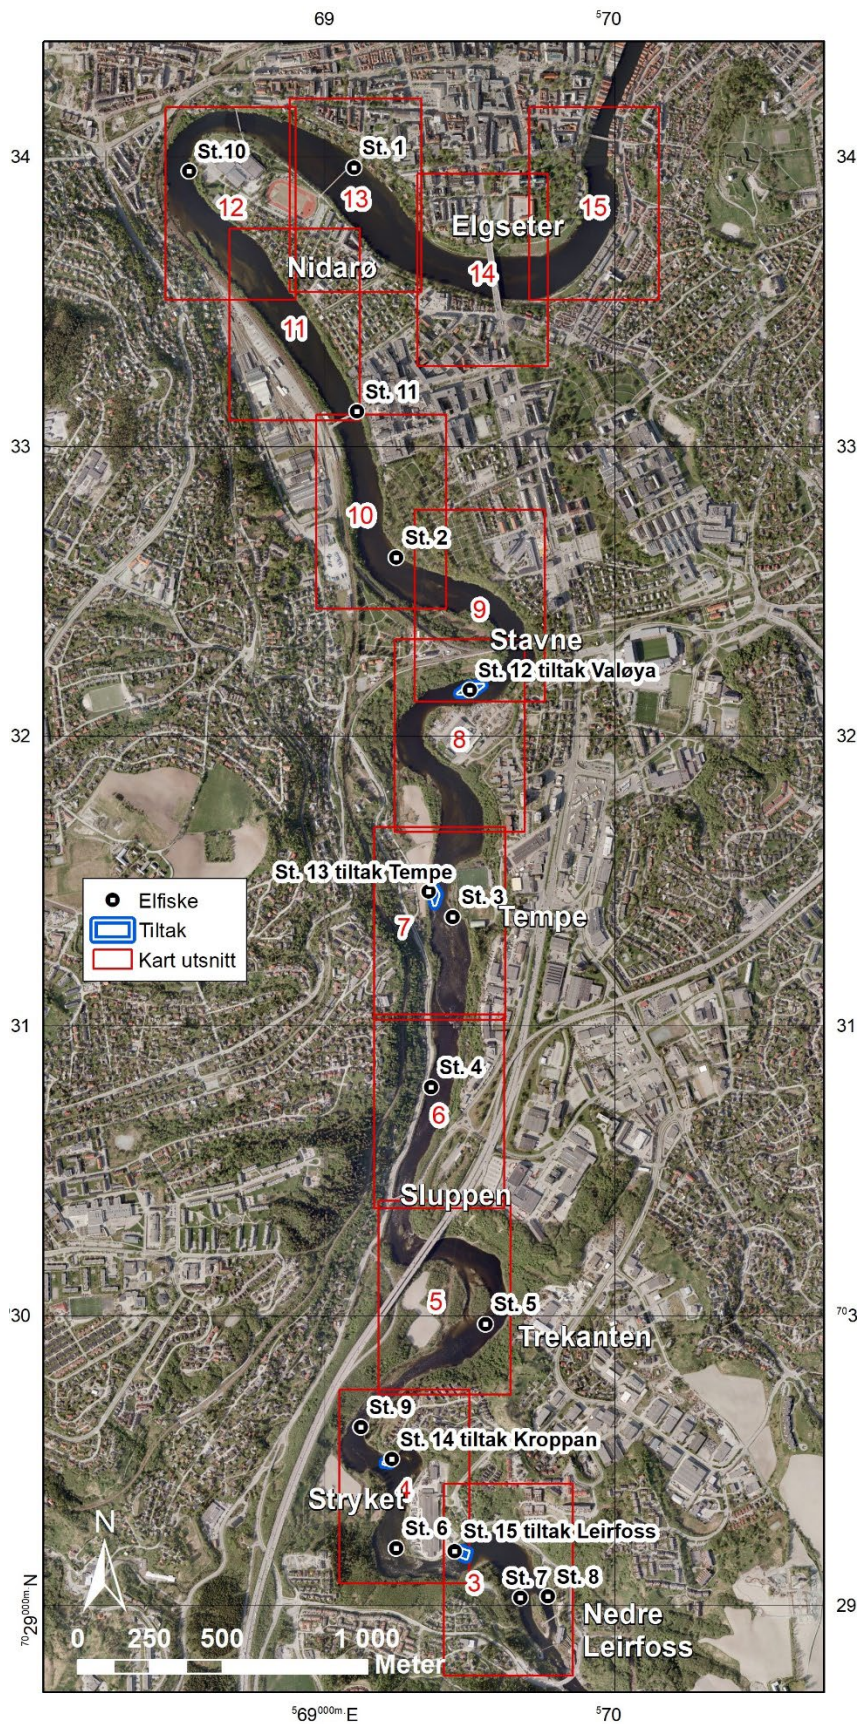 69
⁵70
34
34
St.10
St. 1
12
13
15
Elgseter
Nidarø
14
11
St. 11
33
33
10
St. 2
9
Stavne
St. 12 tiltak Valøya
32
32
8
St. 13 tiltak Tempe
Elfiske
St. 3
Tempe
7
Tiltak
Kart utsnitt
31
31
St. 4
6
Sluppen
30
5
St. 5
⁷⁰3
Trekanten
St. 9
St. 14 tiltak Kroppan
4
Stryket
N
St. 6
St. 15 tiltak Leirfoss
3
St. 7
St. 8
⁷⁰29⁰⁰⁰ᵐ N
29
Nedre
Leirfoss
0 250 500 1 000
Meter
⁵69⁰⁰⁰ᵐ· E
⁵70